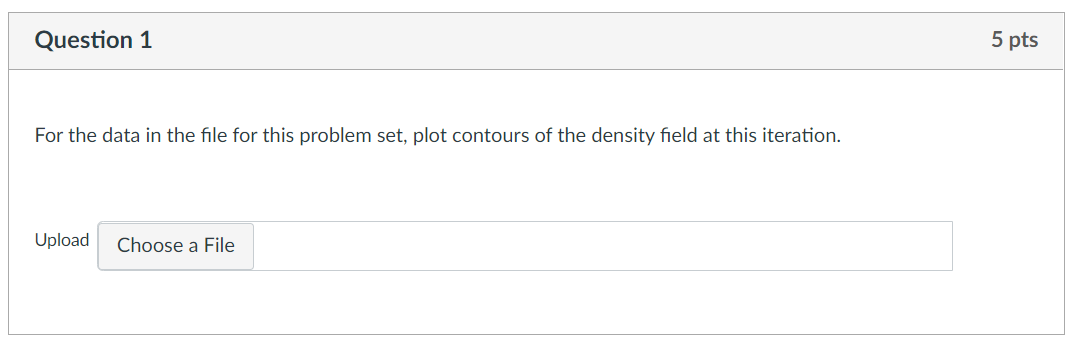 Question 1
5 pts
For the data in the file for this problem set, plot contours of the density field at this iteration.
Upload
Choose a File